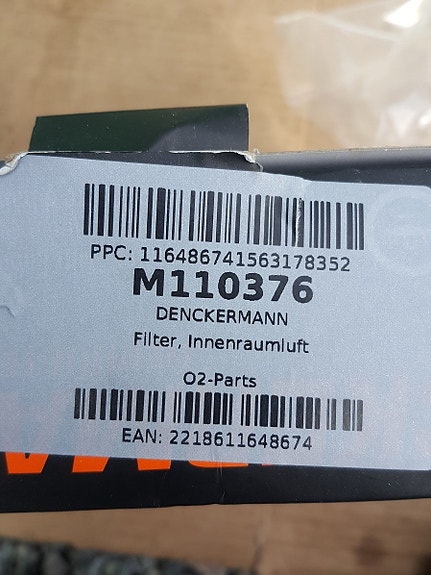 PPC: 116486741563178352
M110376
DENCKERMANN
Filter, Innenraumluft
O2-Parts
EAN: 2218611648674